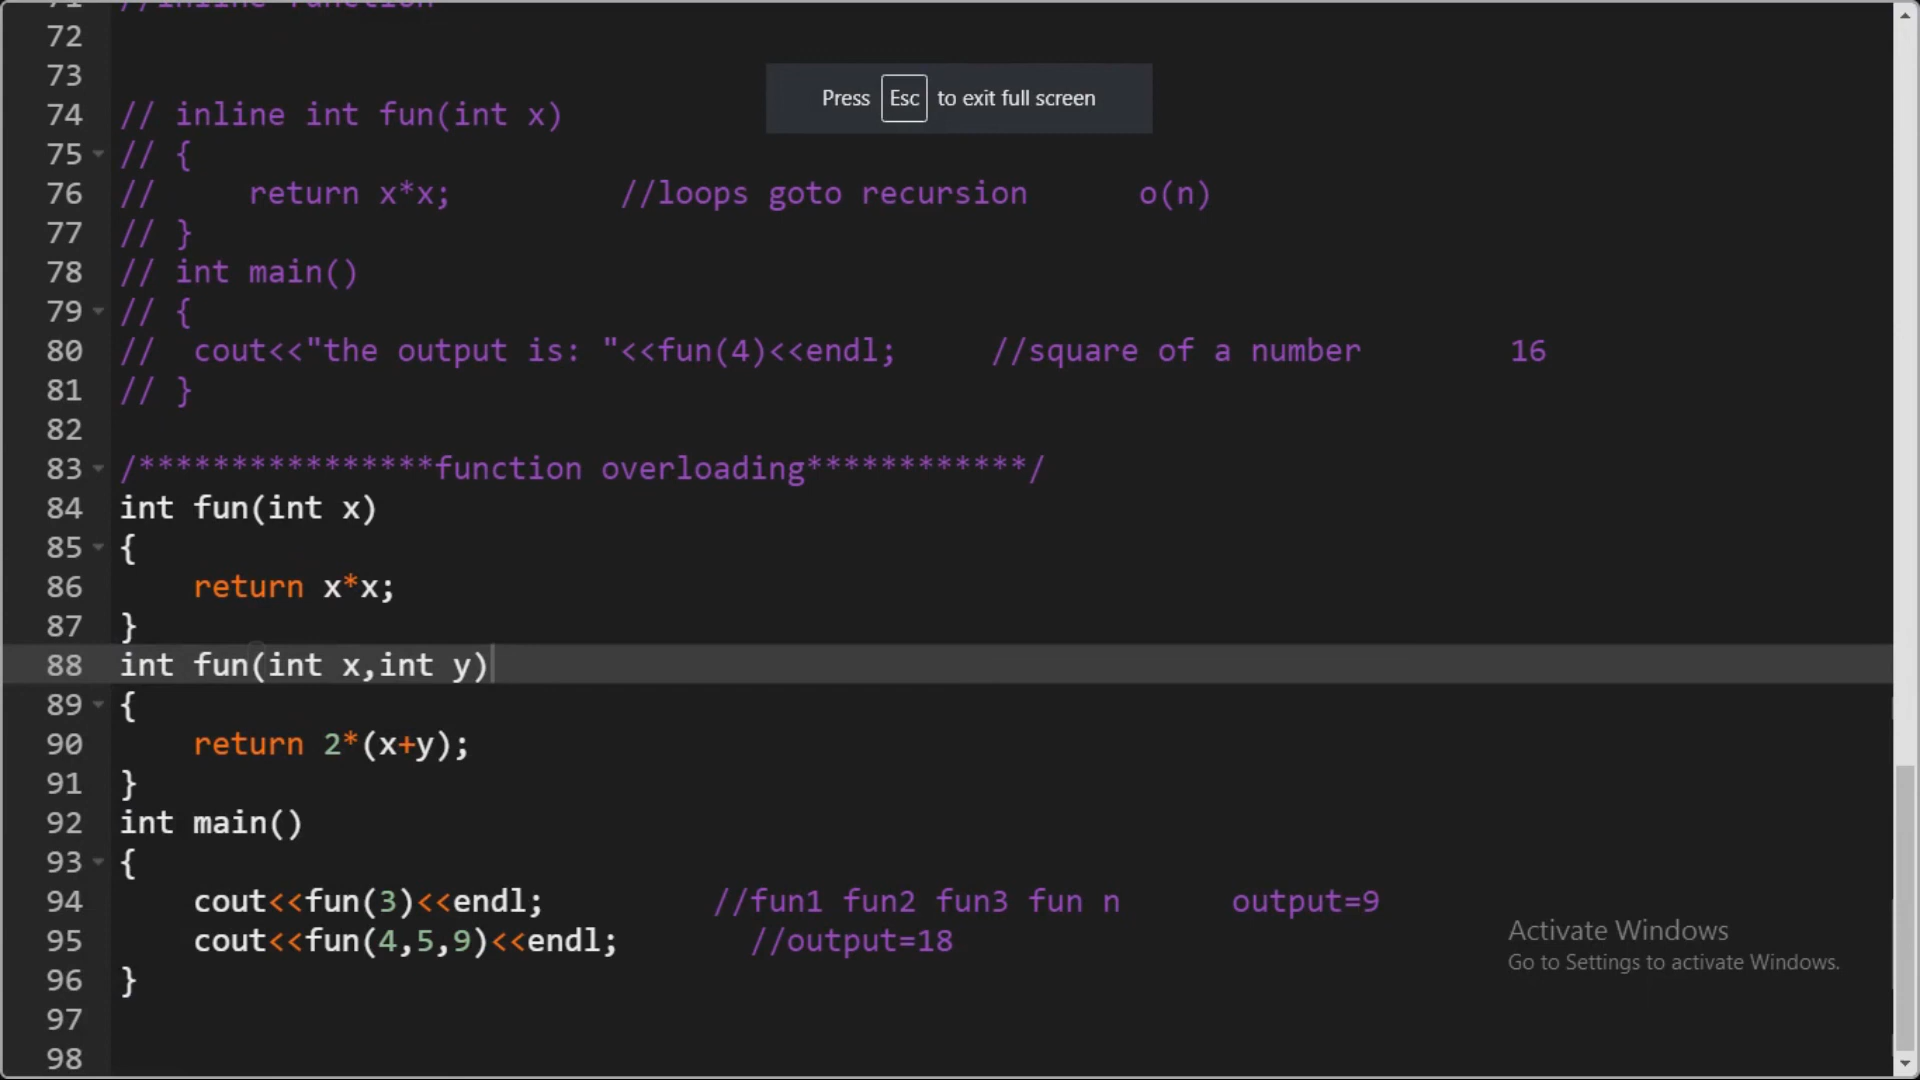 71 //inline function
72
73
74 // inline int fun(int x)
75 // {
76 //     return x*x;         //loops goto recursion      o(n)
77 // }
78 // int main()
79 // {
80 //  cout<<"the output is: "<<fun(4)<<endl;     //square of a number        16
81 // }
82
83 /****************function overloading************/
84 int fun(int x)
85 {
86     return x*x;
87 }
88 int fun(int x,int y)
89 {
90     return 2*(x+y);
91 }
92 int main()
93 {
94     cout<<fun(3)<<endl;         //fun1 fun2 fun3 fun n      output=9
95     cout<<fun(4,5,9)<<endl;       //output=18
96 }
97
98
Press Esc to exit full screen
Activate Windows
Go to Settings to activate Windows.